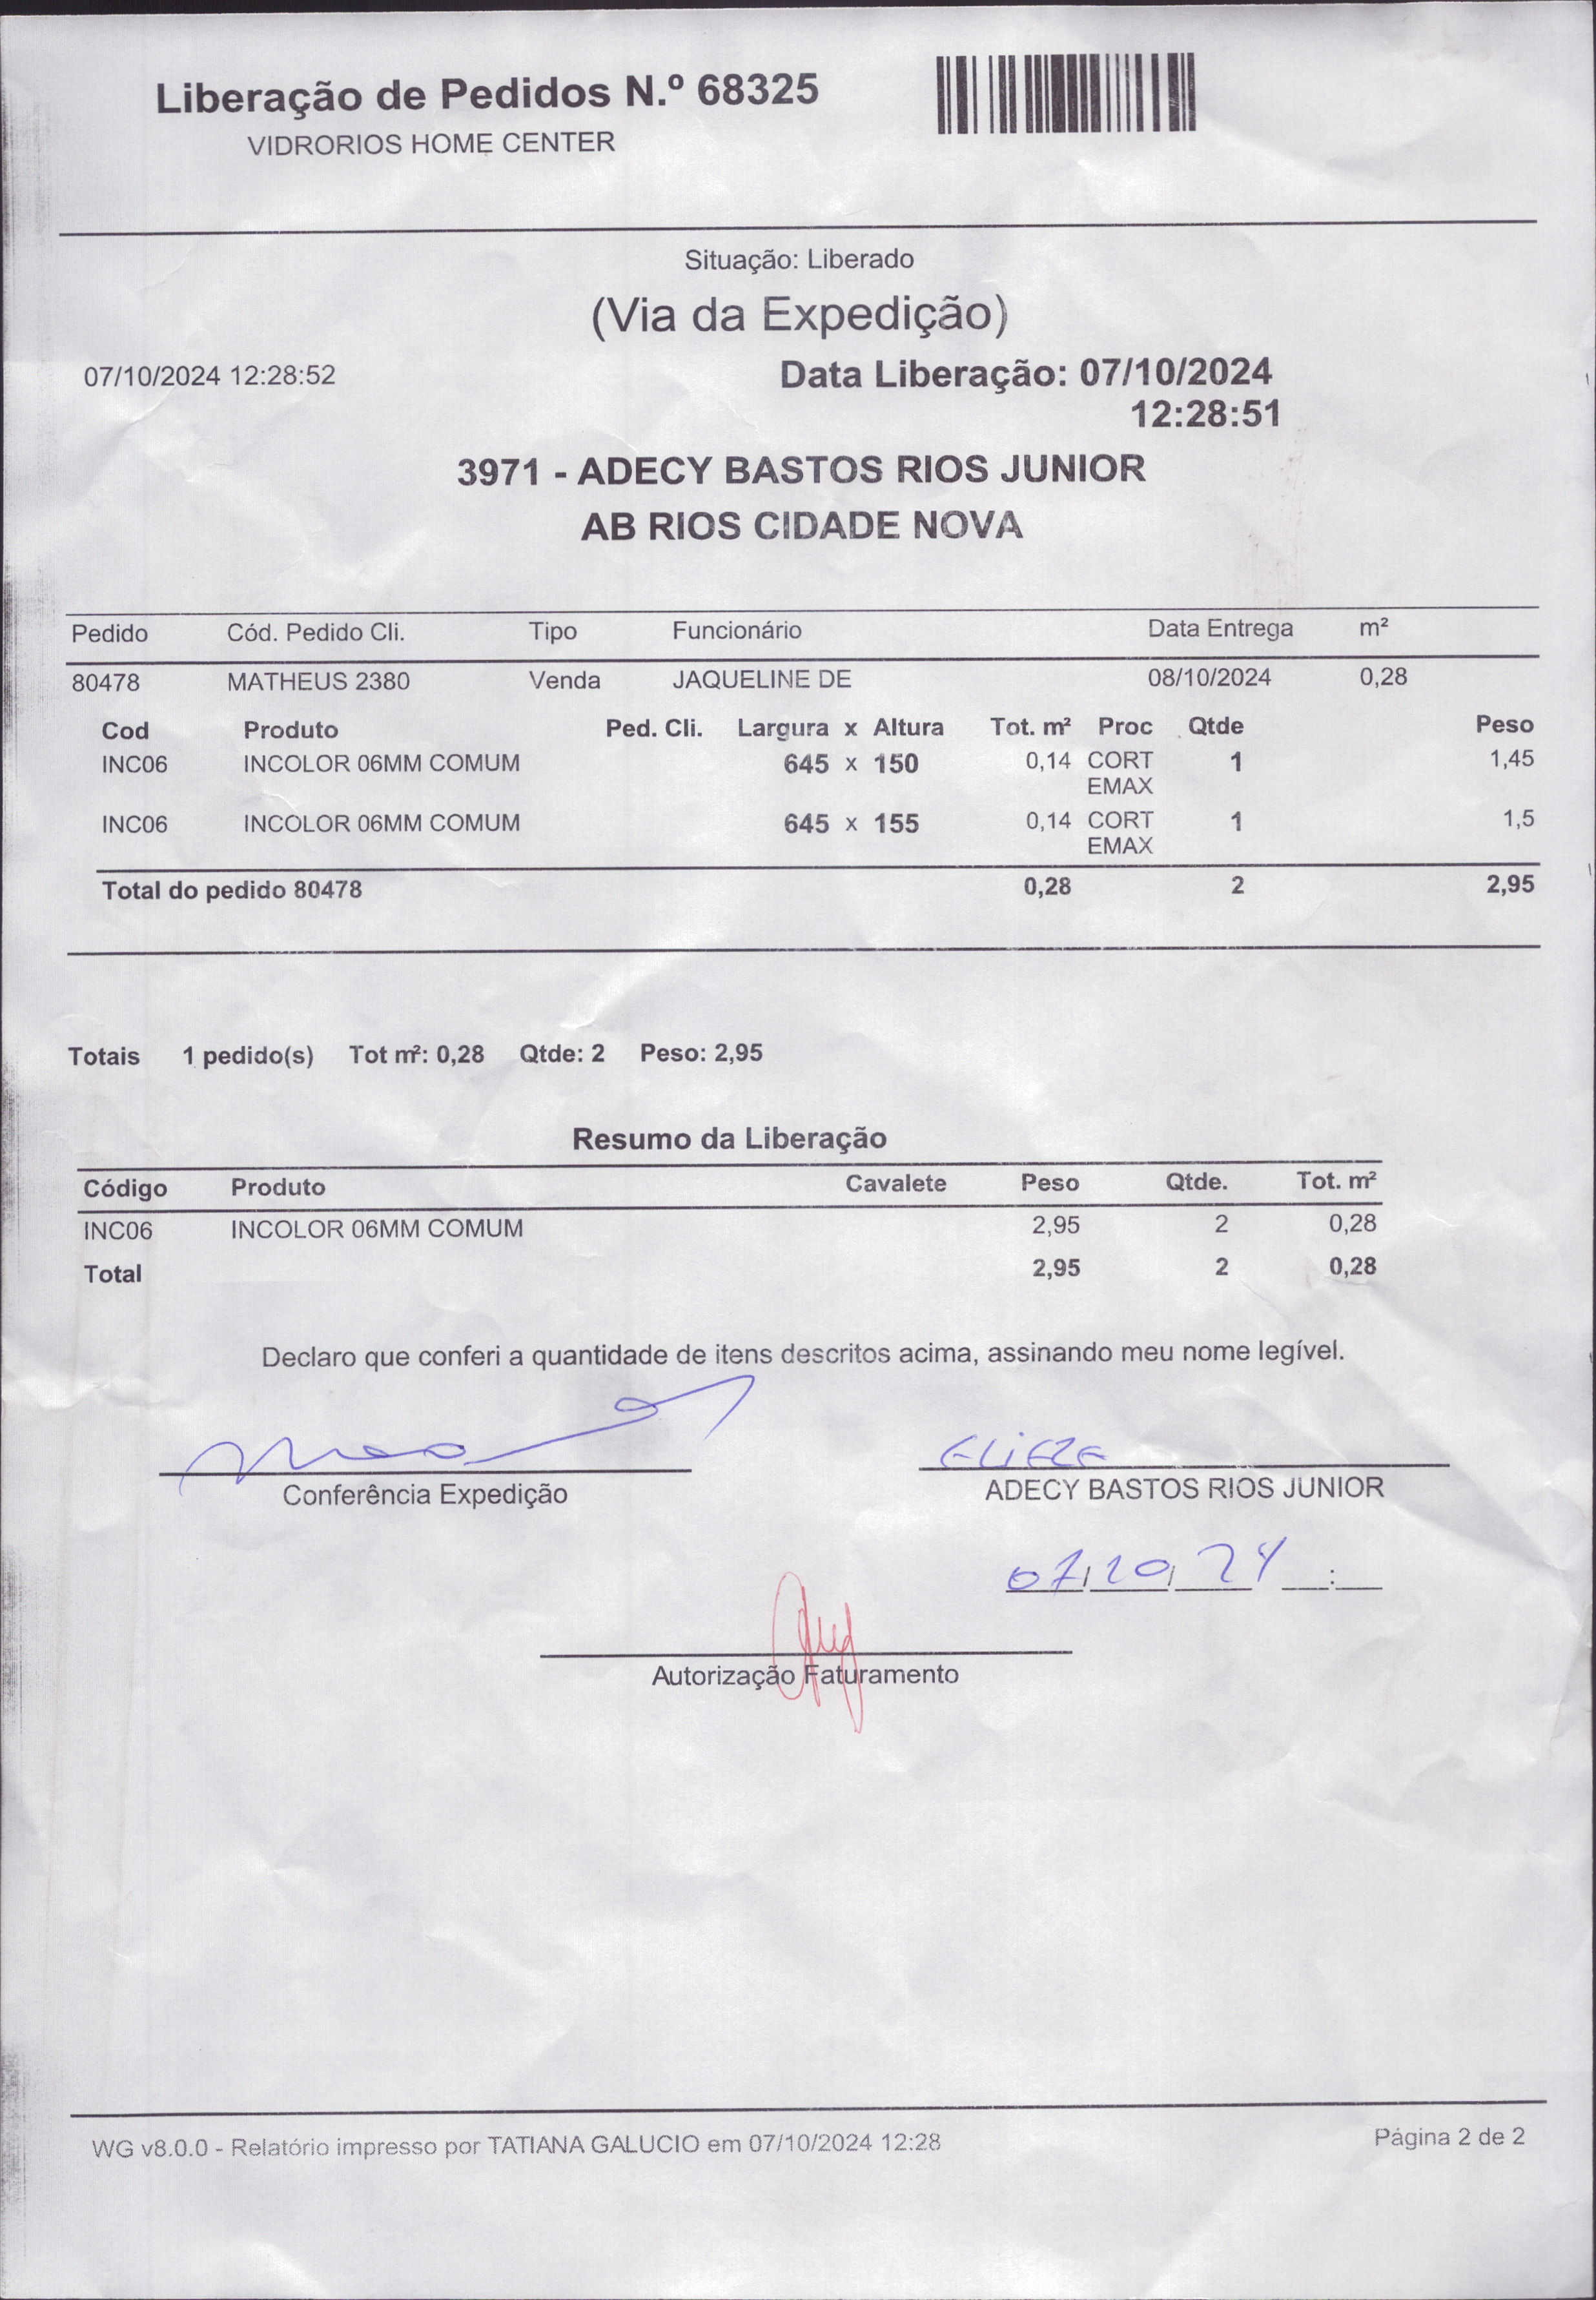 Liberação de Pedidos N.º 68325
VIDRORIOS HOME CENTER
Situação: Liberado
(Via da Expedição)
07/10/2024 12:28:52
Data Liberação: 07/10/2024
12:28:51
3971 - ADECY BASTOS RIOS JUNIOR
AB RIOS CIDADE NOVA
Pedido Cód. Pedido Cli. Tipo Funcionário Data Entrega m²
80478 MATHEUS 2380 Venda JAQUELINE DE 08/10/2024 0,28
Cod Produto Ped. Cli. Largura x Altura Tot. m² Proc Qtde Peso
INC06 INCOLOR 06MM COMUM 645 x 150 0,14 CORT 1 1,45
EMAX
INC06 INCOLOR 06MM COMUM 645 x 155 0,14 CORT 1 1,5
EMAX
Total do pedido 80478 0,28 2 2,95
Totais 1 pedido(s) Tot m²: 0,28 Qtde: 2 Peso: 2,95
Resumo da Liberação
Código Produto Cavalete Peso Qtde. Tot. m²
INC06 INCOLOR 06MM COMUM 2,95 2 0,28
Total 2,95 2 0,28
Declaro que conferi a quantidade de itens descritos acima, assinando meu nome legível.
Conferência Expedição
ADECY BASTOS RIOS JUNIOR
07/10/24 :
Autorização Faturamento
WG v8.0.0 - Relatório impresso por TATIANA GALUCIO em 07/10/2024 12:28
Página 2 de 2